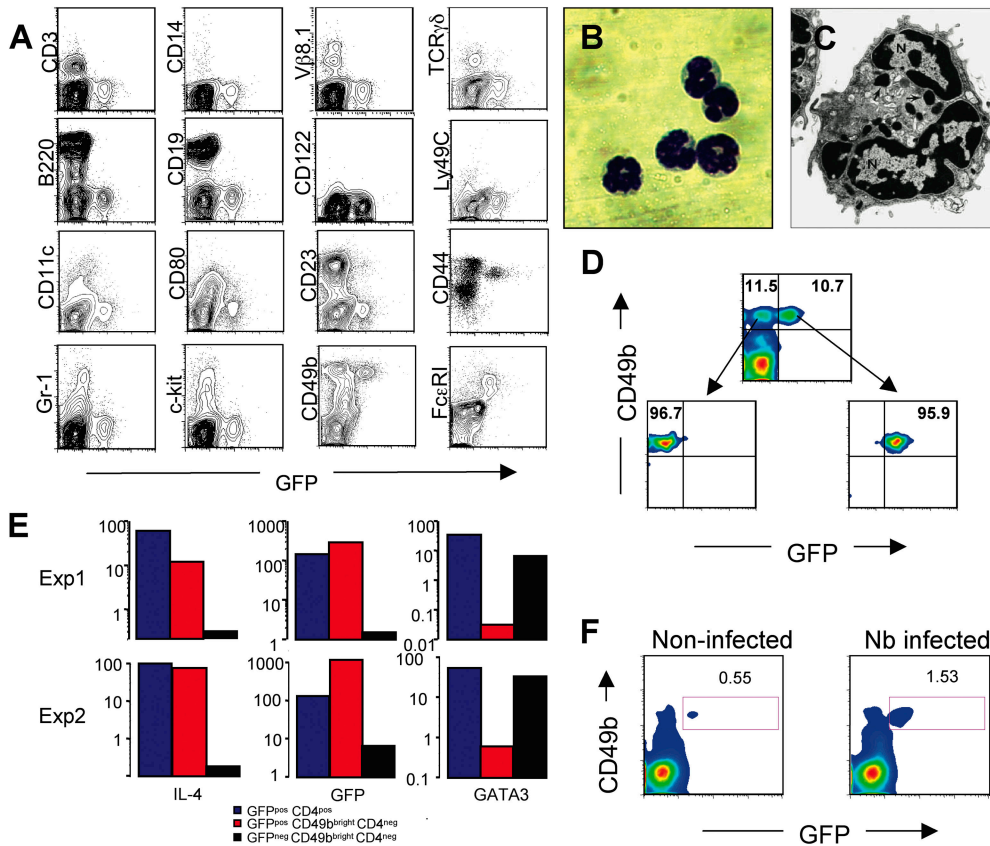 A
CD3
CD14
Vβ8.1
TCRγδ
B220
CD19
CD122
Ly49C
CD11c
CD80
CD23
CD44
Gr-1
c-kit
CD49b
FcεRI
GFP
B
C
N
N
D
11.5 10.7
96.7
95.9
CD49b
GFP
E
Exp1
100
10
1
1000
100
10
1
100
10
1
0.1
0.01
Exp2
100
10
1
1000
100
10
1
100
10
1
0.1
IL-4
GFP
GATA3
GFPpos CD4pos
GFPpos CD49bbright CD4neg
GFPneg CD49bbright CD4neg
F
Non-infected
Nb infected
0.55
1.53
CD49b
GFP